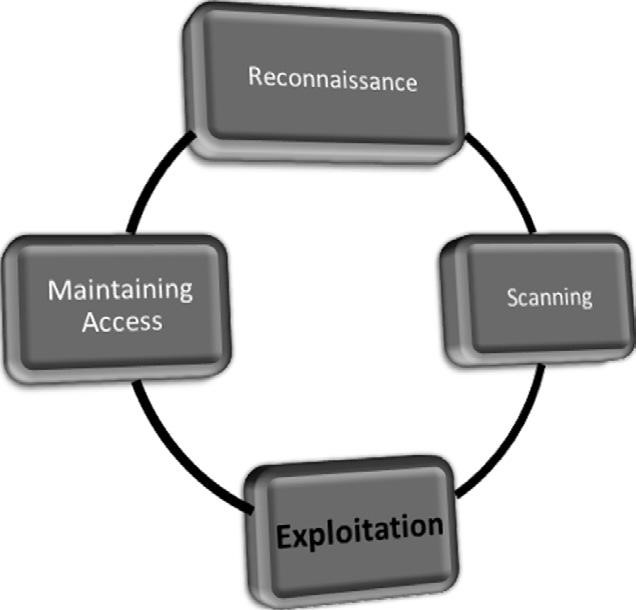 Reconnaissance
Scanning
Exploitation
Maintaining
Access